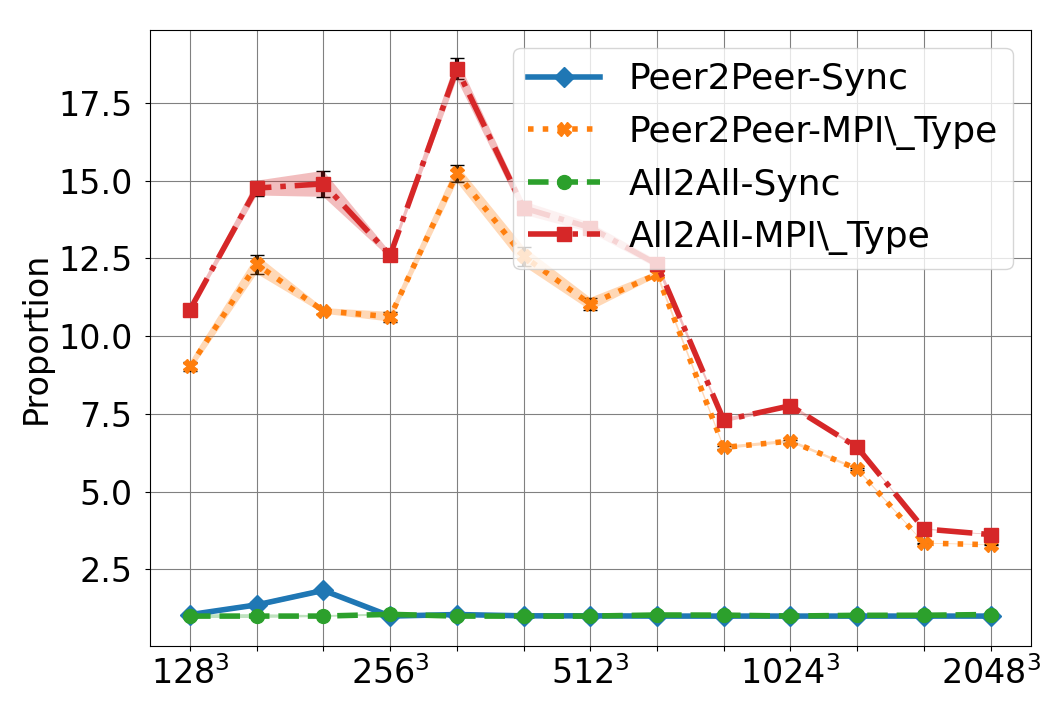 Proportion
17.5
15.0
12.5
10.0
7.5
5.0
2.5
Peer2Peer-Sync
Peer2Peer-MPI\_Type
All2All-Sync
All2All-MPI\_Type
128³ 256³ 512³ 1024³ 2048³